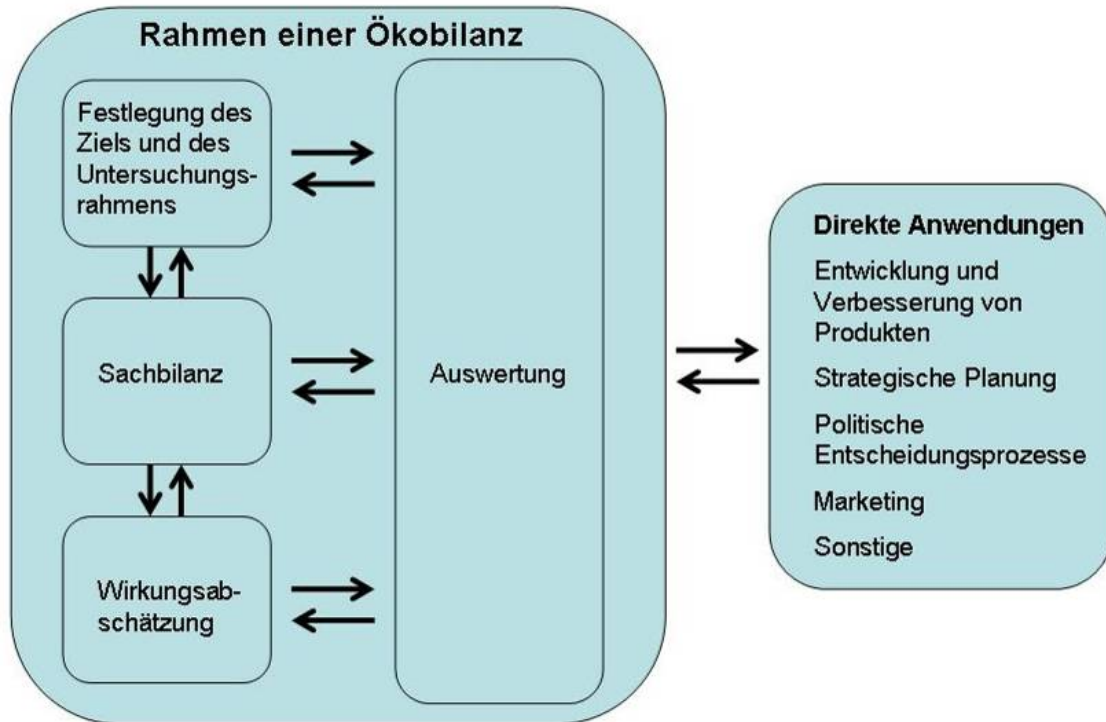 Rahmen einer Ökobilanz
Festlegung des
Ziels und des
Untersuchungs-
rahmens
Sachbilanz
Wirkungsab-
schätzung
Auswertung
Direkte Anwendungen
Entwicklung und
Verbesserung von
Produkten
Strategische Planung
Politische
Entscheidungsprozesse
Marketing
Sonstige